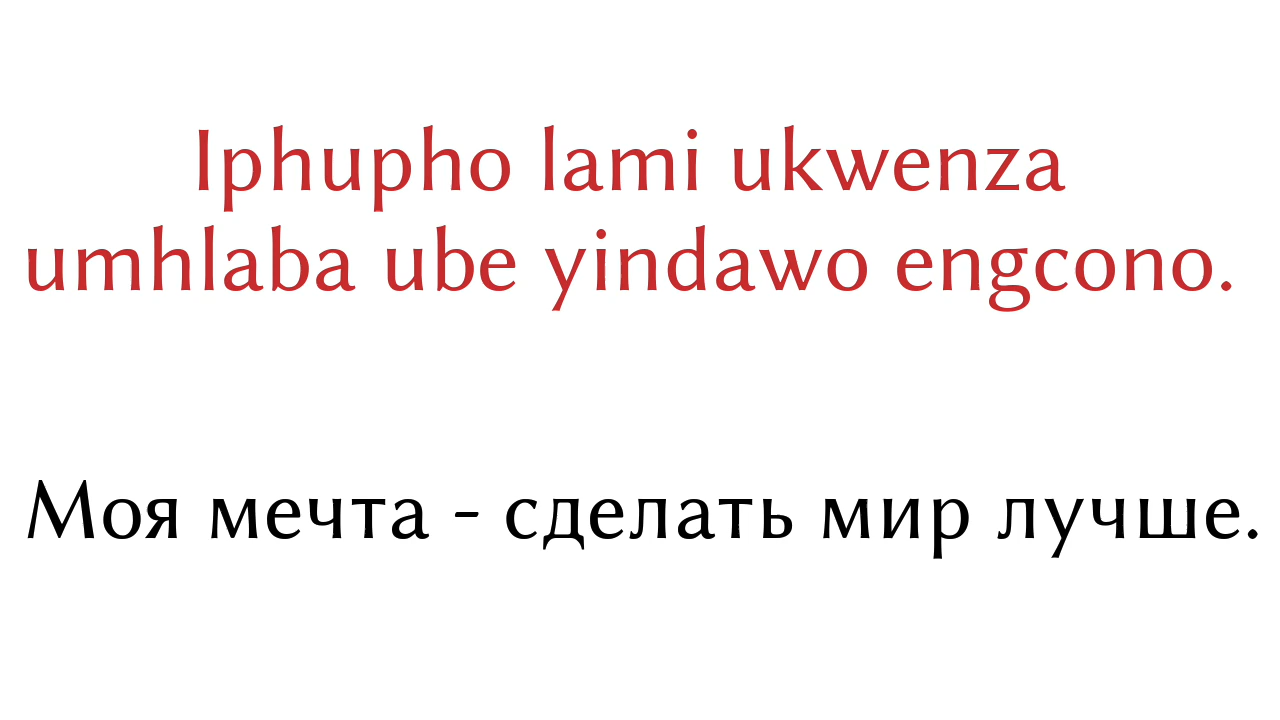 Iphupho lami ukwenza
umhlaba ube yindawo engcono.
Моя мечта - сделать мир лучше.